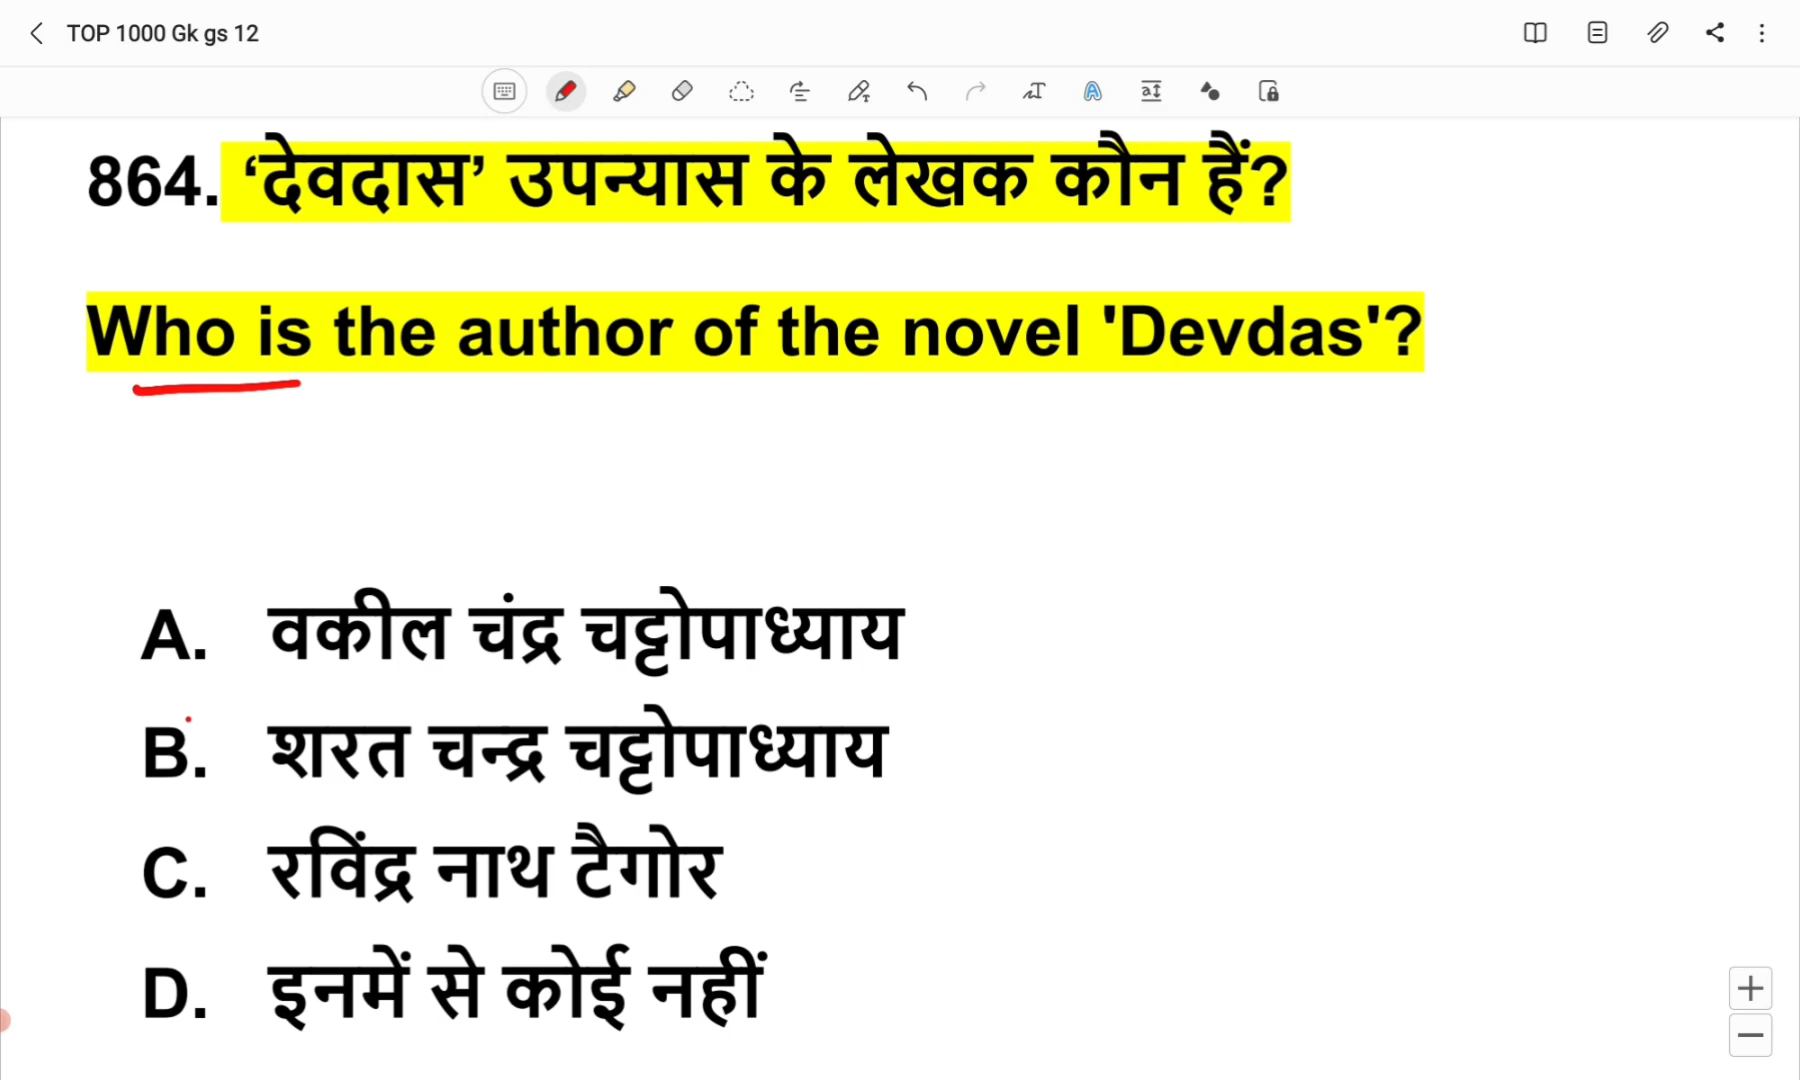 TOP 1000 Gk gs 12
864. ‘देवदास’ उपन्यास के लेखक कौन हैं?
Who is the author of the novel 'Devdas'?
A. वकील चंद्र चट्टोपाध्याय
B. शरत चन्द्र चट्टोपाध्याय
C. रविंद्र नाथ टैगोर
D. इनमें से कोई नहीं